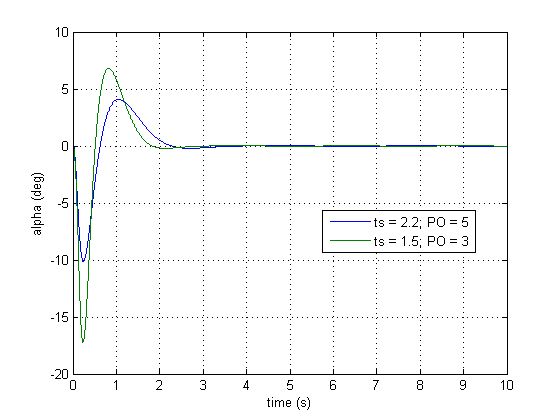 10
5
0
-5
-10
-15
-20
alpha (deg)
ts = 2.2; PO = 5
ts = 1.5; PO = 3
0 1 2 3 4 5 6 7 8 9 10
time (s)